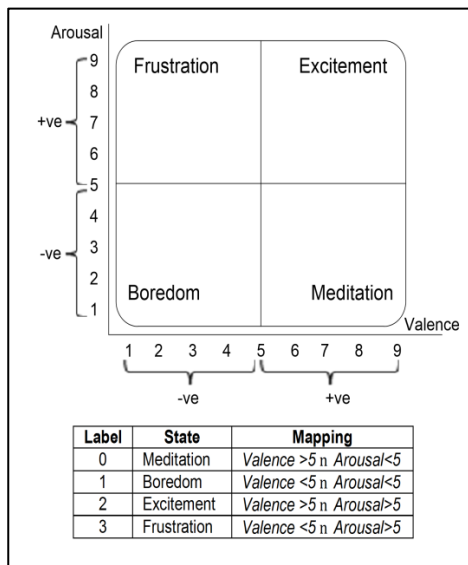 Arousal
9
Frustration Excitement
8
+ve 7
6
5
4
-ve 3
2
Boredom Meditation
1
Valence
1 2 3 4 5 6 7 8 9
-ve +ve
Label State Mapping
0 Meditation Valence >5 n Arousal<5
1 Boredom Valence <5 n Arousal<5
2 Excitement Valence >5 n Arousal>5
3 Frustration Valence <5 n Arousal>5